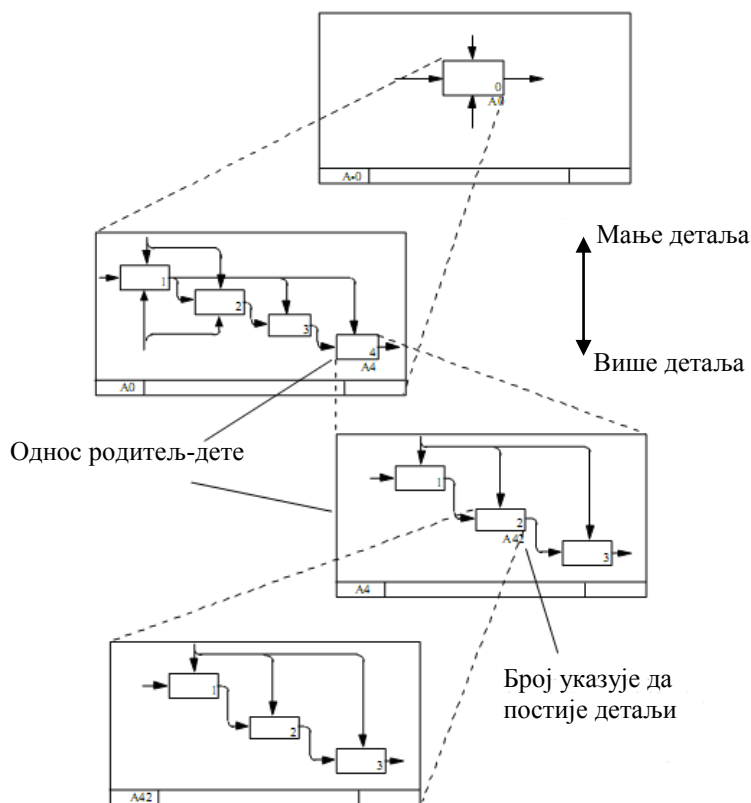 0
A0
A-0
Мање детаља
1
2
3
4
A4
Више детаља
A0
Однос родитељ-дете
1
2
A42
3
A4
Број указује да
постије детаљи
1
2
3
A42